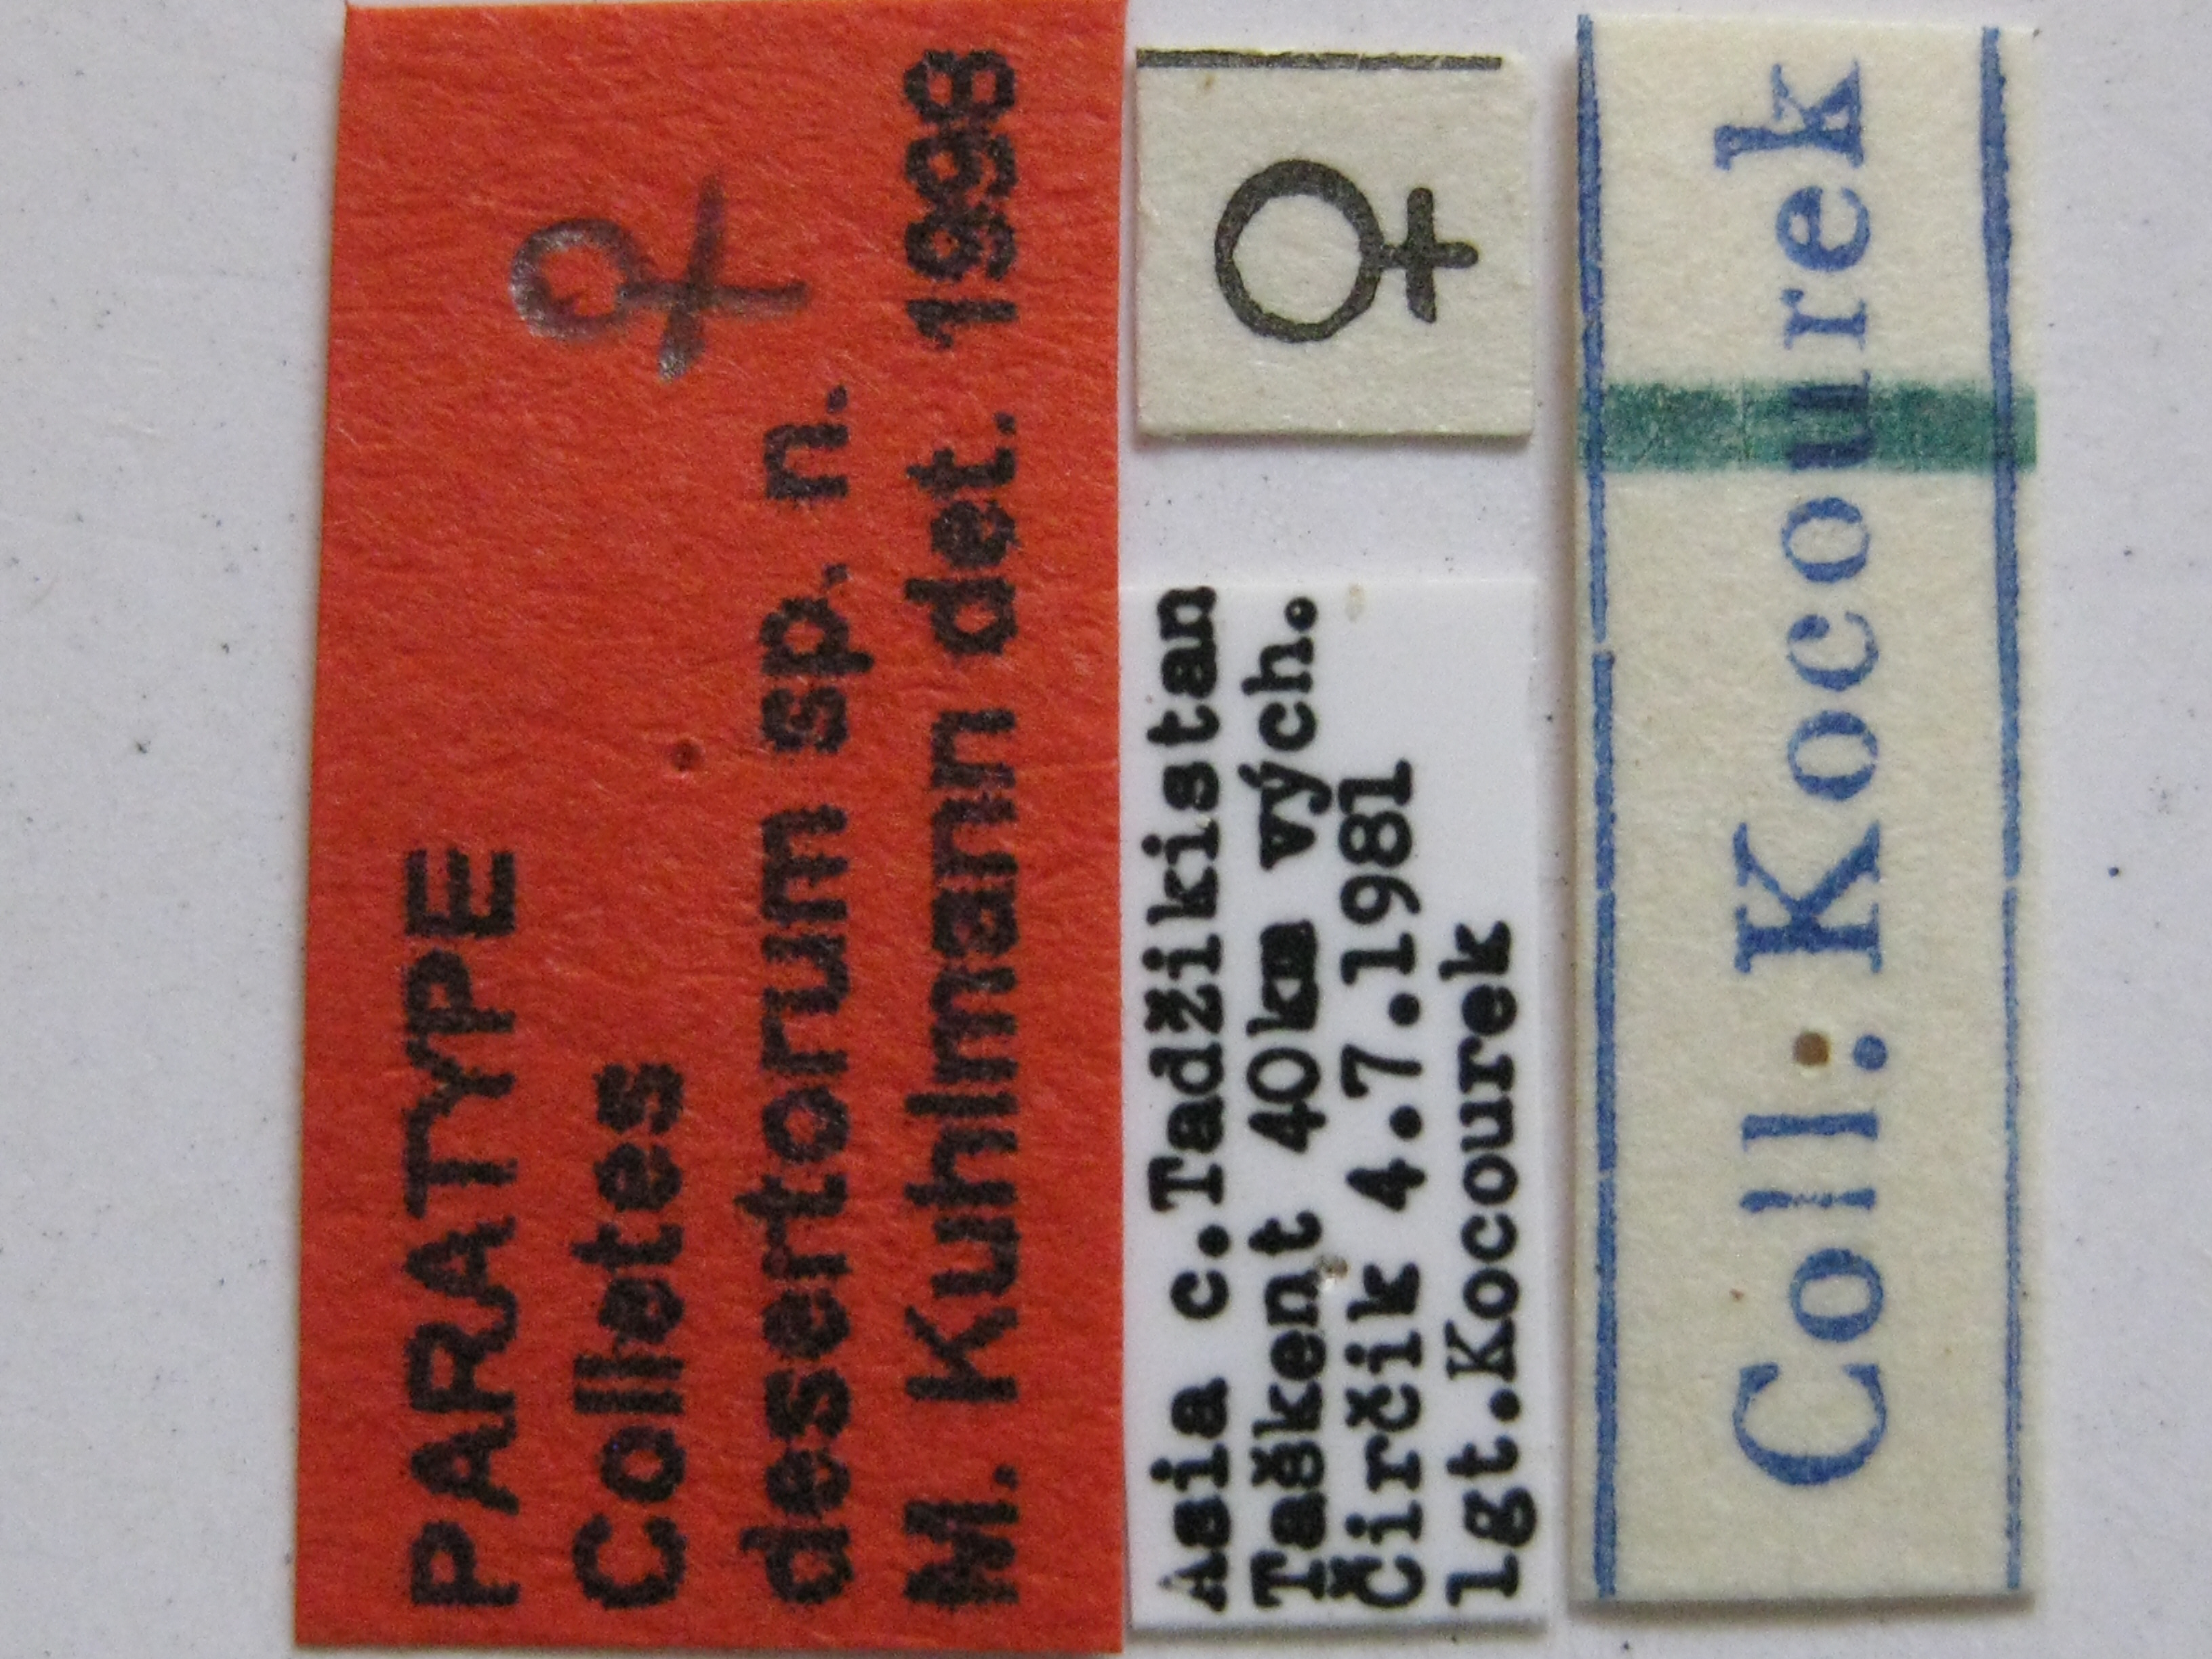 PARATYPE
Colletes ♀
desertorum sp. n.
M. Kuhlmann det. 1998
♀
Asia c.Tadžikistan
Taškent 40km vých.
Čirčik 4.7.1981
lgt.Kocourek
Coll: Kocourek